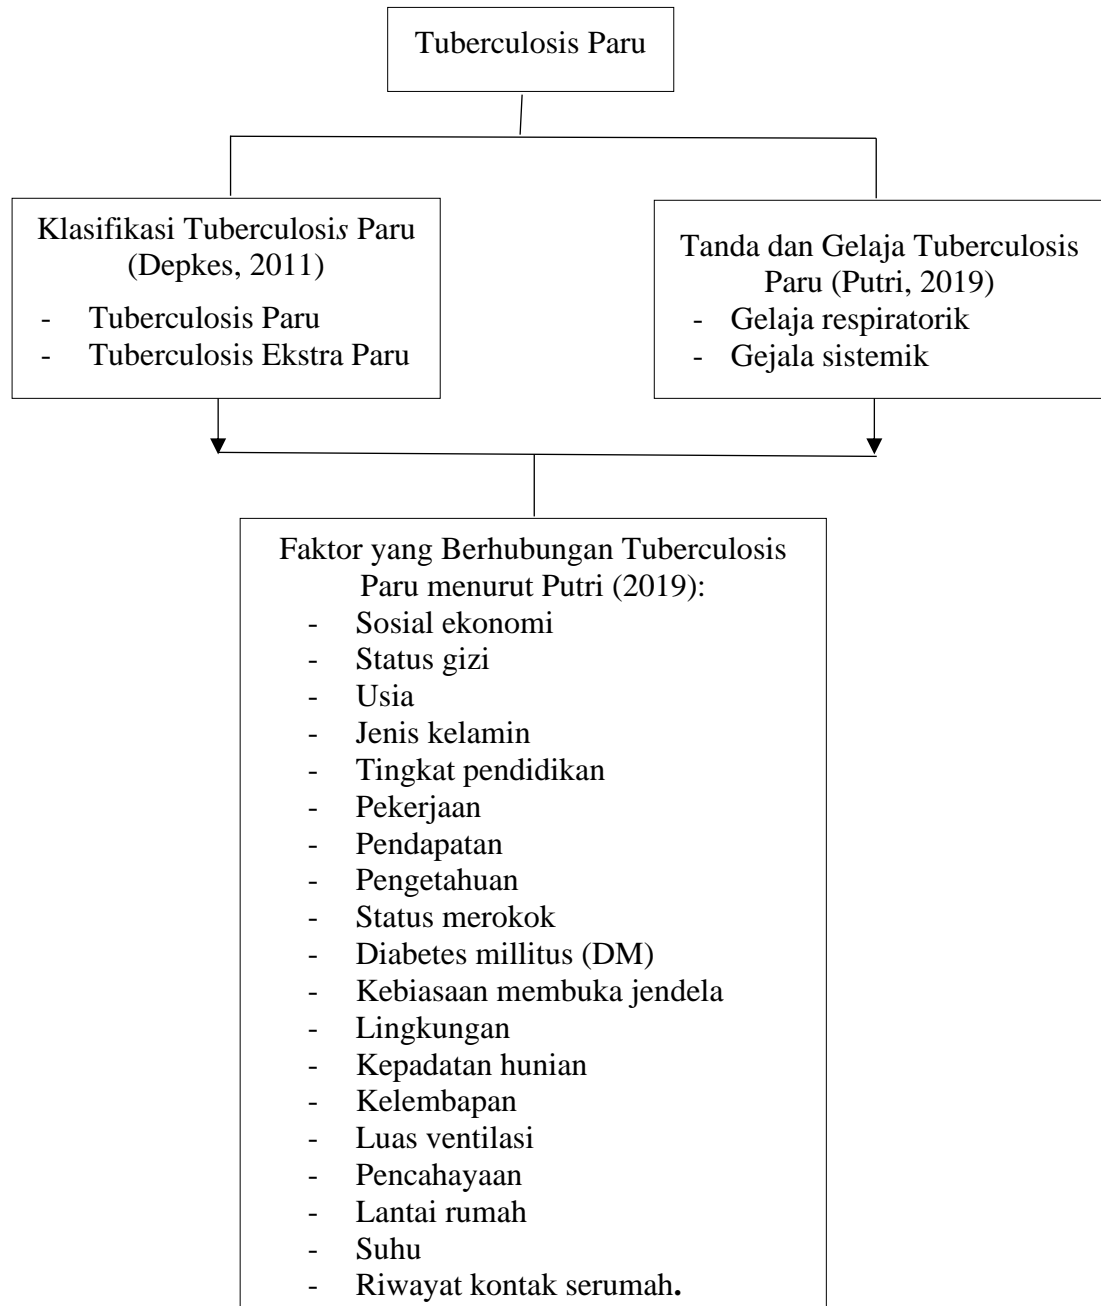 Tuberculosis Paru
Klasifikasi Tuberculosis Paru
(Depkes, 2011)
- Tuberculosis Paru
- Tuberculosis Ekstra Paru
Tanda dan Gelaja Tuberculosis
Paru (Putri, 2019)
- Gelaja respiratorik
- Gejala sistemik
Faktor yang Berhubungan Tuberculosis
Paru menurut Putri (2019):
- Sosial ekonomi
- Status gizi
- Usia
- Jenis kelamin
- Tingkat pendidikan
- Pekerjaan
- Pendapatan
- Pengetahuan
- Status merokok
- Diabetes millitus (DM)
- Kebiasaan membuka jendela
- Lingkungan
- Kepadatan hunian
- Kelembapan
- Luas ventilasi
- Pencahayaan
- Lantai rumah
- Suhu
- Riwayat kontak serumah.